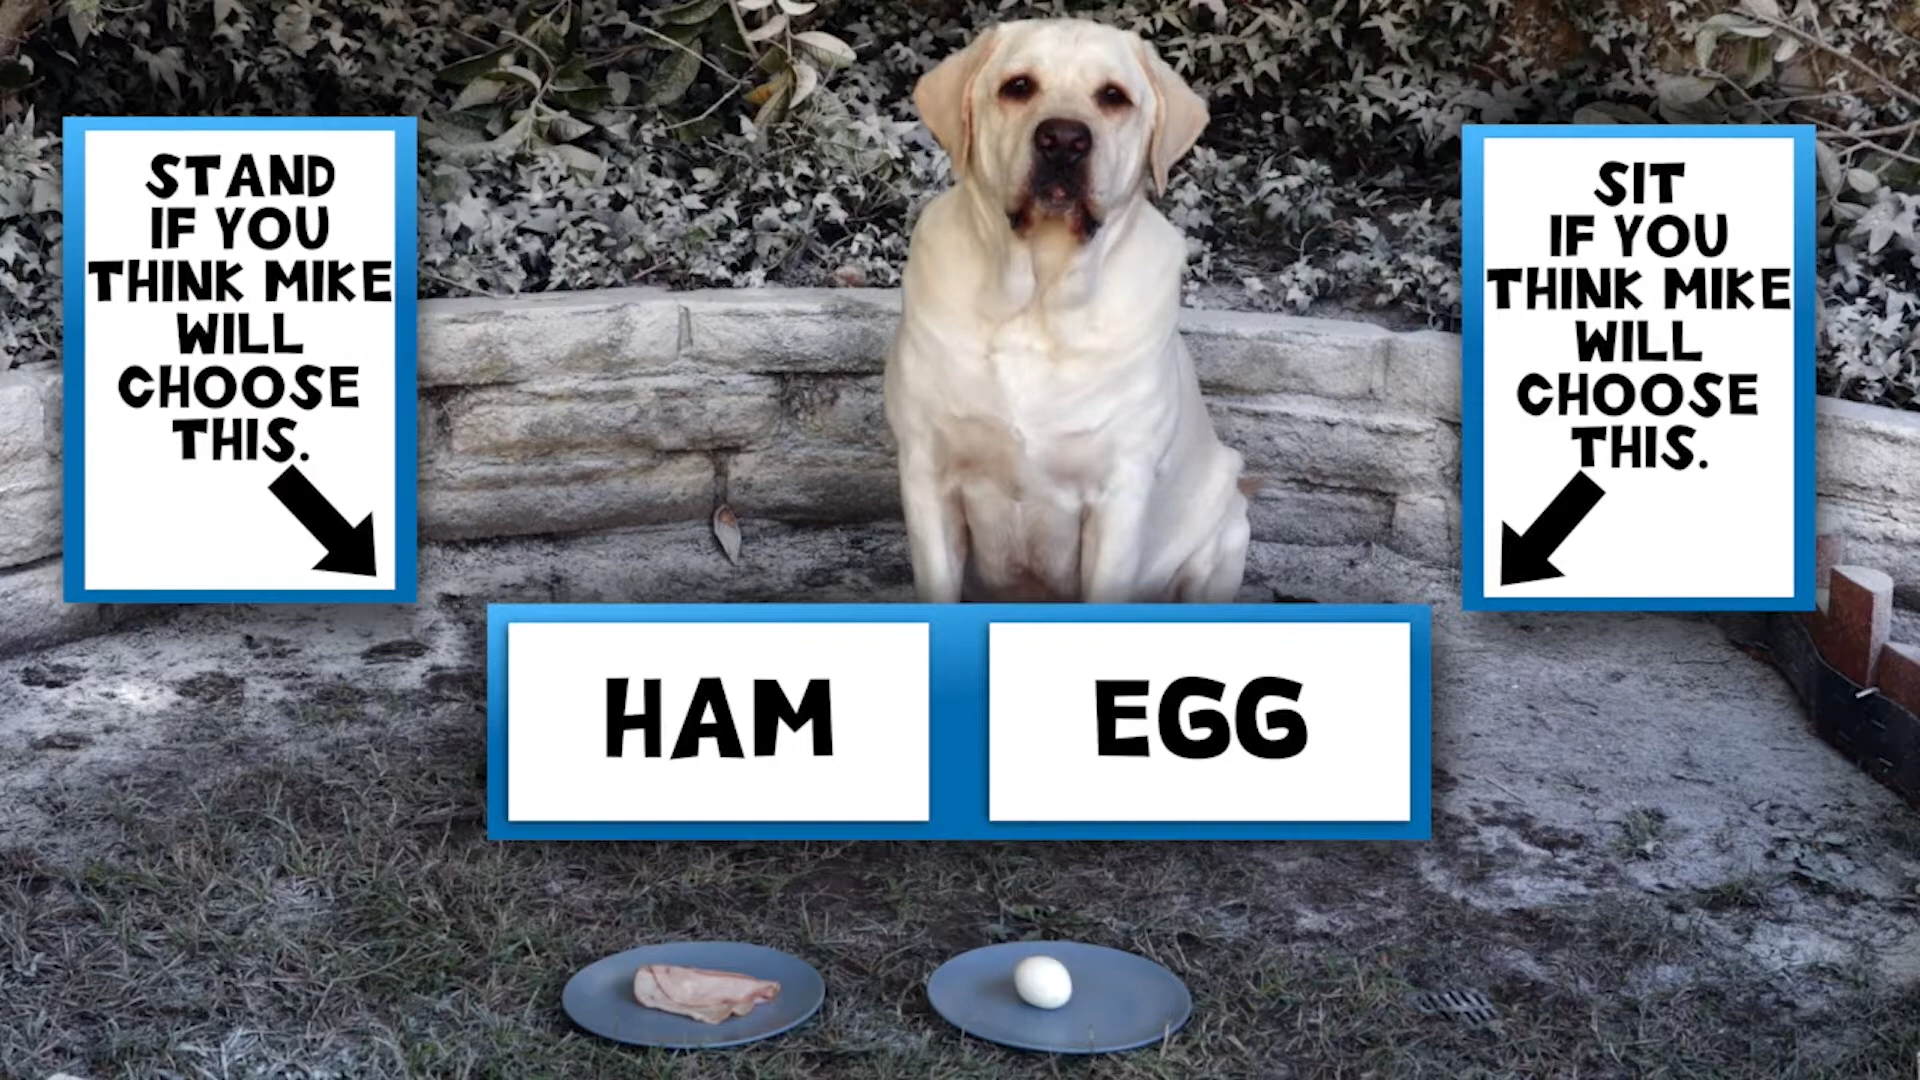 STAND
IF YOU
THINK MIKE
WILL
CHOOSE
THIS.
SIT
IF YOU
THINK MIKE
WILL
CHOOSE
THIS.
HAM
EGG